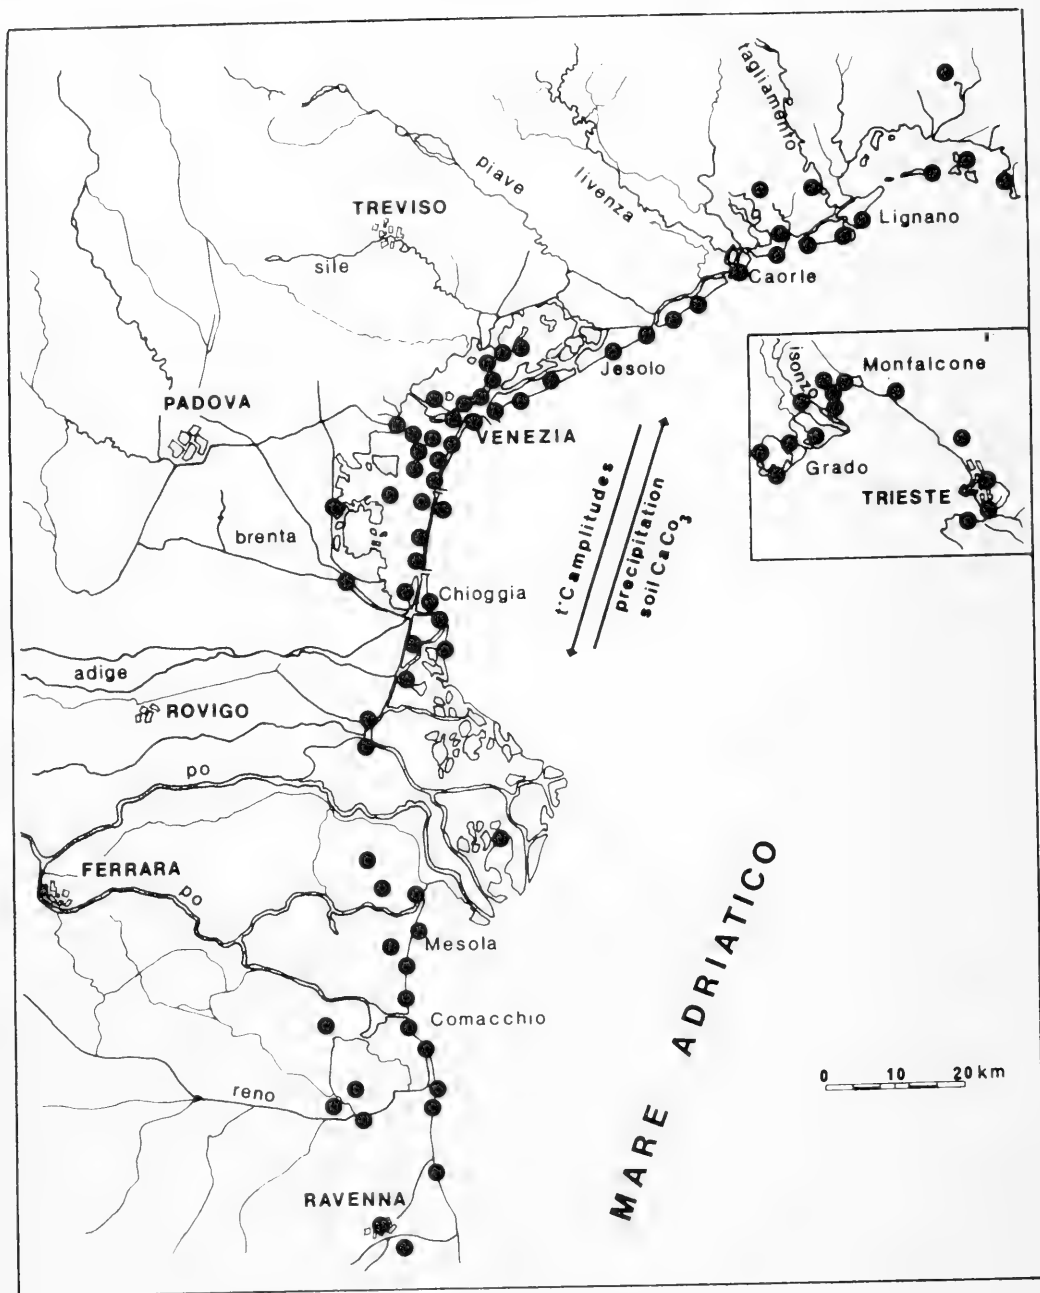 tagliamento
piave
livenza
TREVISO
Lignano
sile
Caorle
Jesolo
isonzo
Monfalcone
PADOVA
VENEZIA
Grado
TRIESTE
brenta
t°C amplitudes
precipitation
soil CaCo3
Chioggia
adige
ROVIGO
po
FERRARA
po
Mesola
Comacchio
MARE ADRIATICO
0 10 20 km
reno
RAVENNA